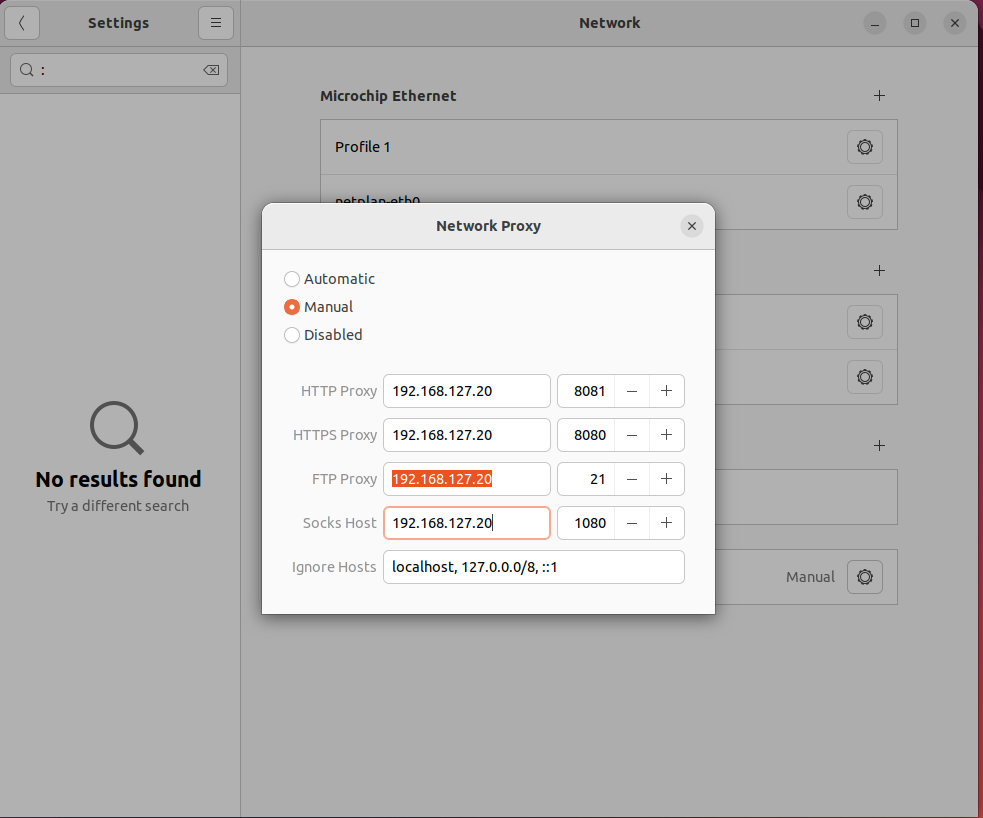 Settings
Network
:
Microchip Ethernet
Profile 1
netplan-eth0
Network Proxy
Automatic
Manual
Disabled
HTTP Proxy 192.168.127.20 8081
HTTPS Proxy 192.168.127.20 8080
FTP Proxy 192.168.127.20 21
Socks Host 192.168.127.20 1080
Ignore Hosts localhost, 127.0.0.0/8, ::1
Manual
No results found
Try a different search